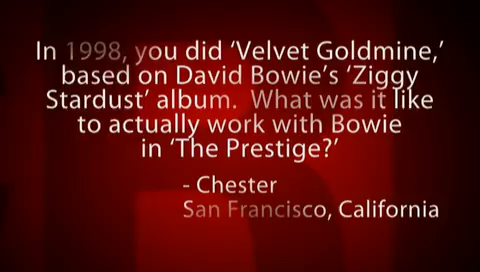 In 1998, you did ‘Velvet Goldmine,’
based on David Bowie’s ‘Ziggy
Stardust’ album.  What was it like
to actually work with Bowie
in ‘The Prestige?’
- Chester
San Francisco, California